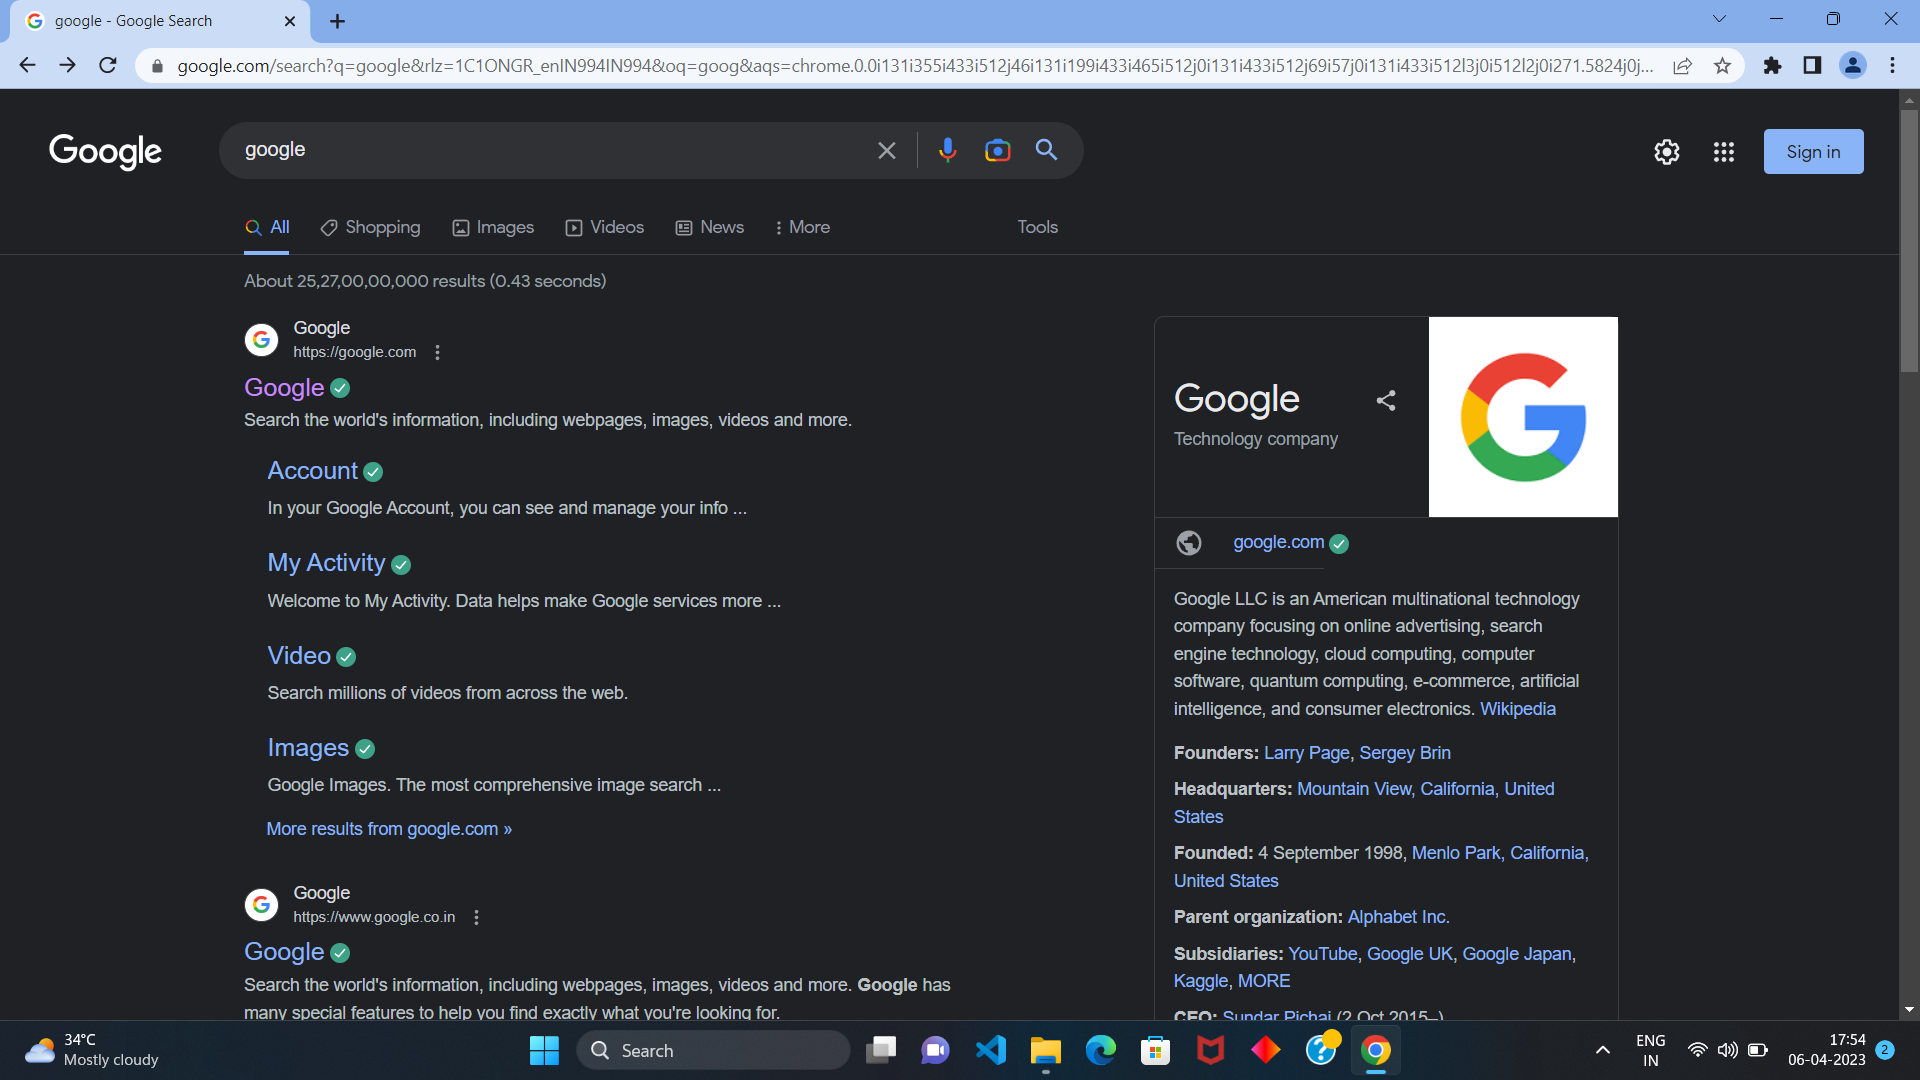 google - Google Search
google.com/search?q=google&rlz=1C1ONGR_enIN994IN994&oq=goog&aqs=chrome.0.0i131i355i433i512j46i131i199i433i465i512j0i131i433i512j69i57j0i131i433i512l3j0i512l2j0i271.5824j0j...
Google
google
Sign in
All
Shopping
Images
Videos
News
More
Tools
About 25,27,00,00,000 results (0.43 seconds)
Google
https://google.com
Google
Search the world's information, including webpages, images, videos and more.
Account
In your Google Account, you can see and manage your info ...
My Activity
Welcome to My Activity. Data helps make Google services more ...
Video
Search millions of videos from across the web.
Images
Google Images. The most comprehensive image search ...
More results from google.com »
Google
https://www.google.co.in
Google
Search the world's information, including webpages, images, videos and more. Google has
many special features to help you find exactly what you're looking for.
Google
Technology company
google.com
Google LLC is an American multinational technology
company focusing on online advertising, search
engine technology, cloud computing, computer
software, quantum computing, e-commerce, artificial
intelligence, and consumer electronics. Wikipedia
Founders: Larry Page, Sergey Brin
Headquarters: Mountain View, California, United
States
Founded: 4 September 1998, Menlo Park, California,
United States
Parent organization: Alphabet Inc.
Subsidiaries: YouTube, Google UK, Google Japan,
Kaggle, MORE
CEO: Sundar Pichai (2 Oct 2015–)
34°C
Mostly cloudy
Search
ENG
IN
17:54
06-04-2023
2